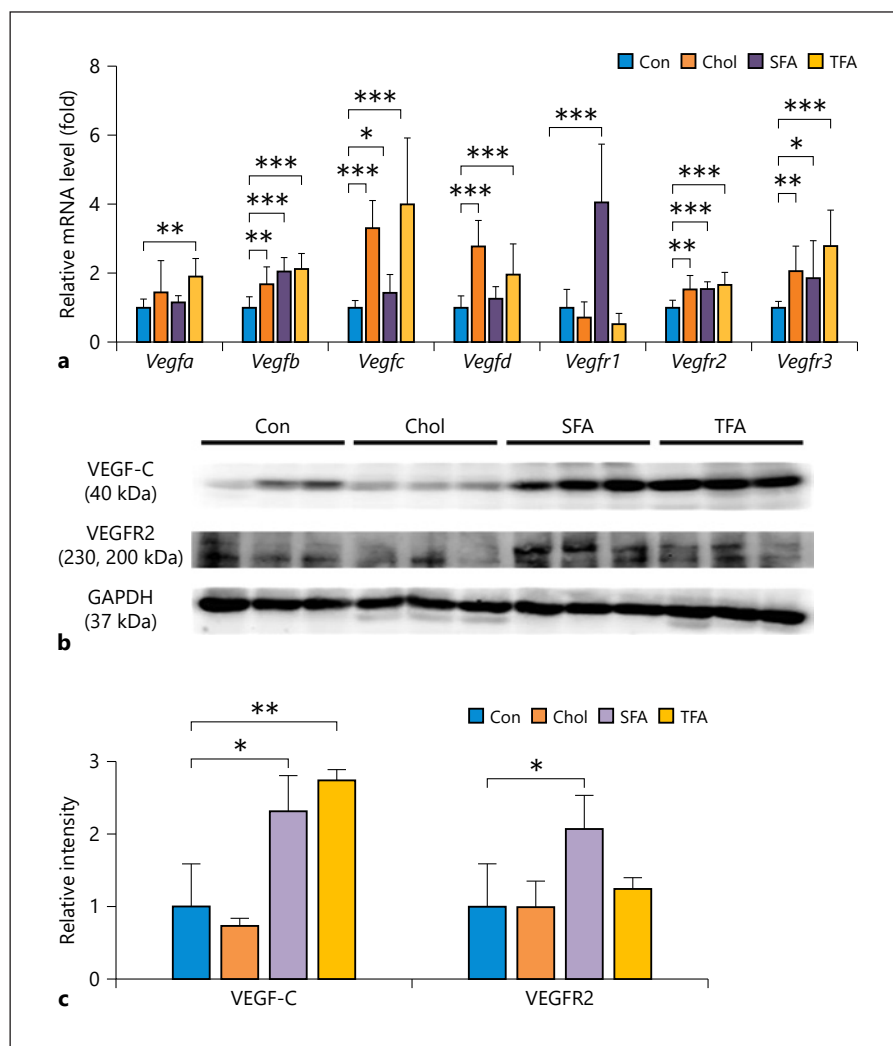 Con Chol SFA TFA
Relative mRNA level (fold)
8
6
4
2
0
**
** *** ***
*** * ***
*** ***
***
** *** ***
** * ***
Vegfa Vegfb Vegfc Vegfd Vegfr1 Vegfr2 Vegfr3
a
Con Chol SFA TFA
VEGF-C
(40 kDa)
VEGFR2
(230, 200 kDa)
GAPDH
(37 kDa)
b
Con Chol SFA TFA
Relative intensity
3
2
1
0
**
*
*
VEGF-C VEGFR2
c